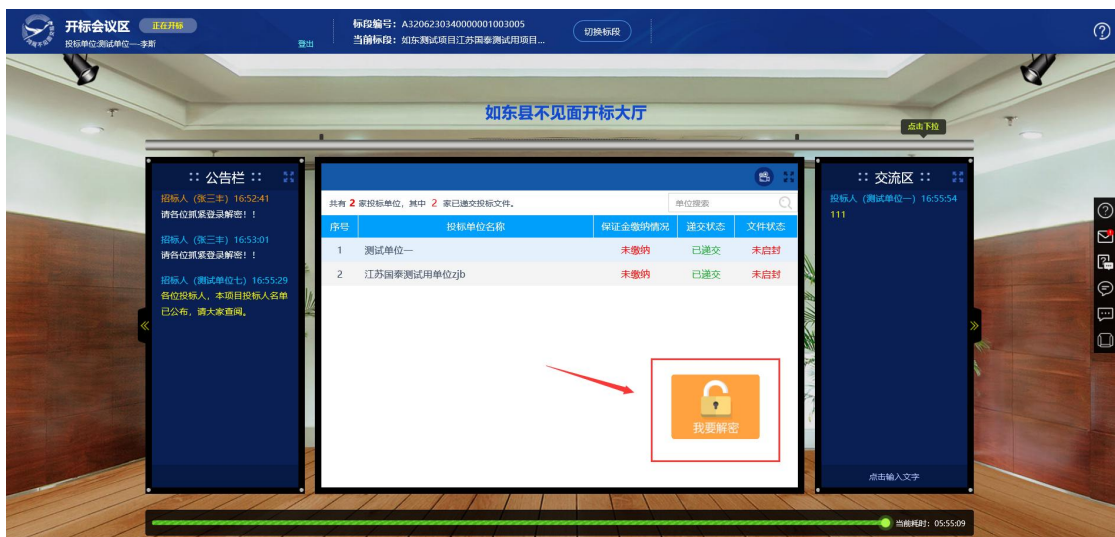 开标会议区 正在开标
投标单位:测试单位一-李斯 登出
标段编号：A3206230340000001003005
当前标段：如东测试项目江苏国泰测试用项目...
切换标段
如东县不见面开标大厅
点击下拉
:: 公告栏 ::
招标人（张三丰）16:52:41
请各位抓紧登录解密！！
招标人（张三丰）16:53:01
请各位抓紧登录解密！！
招标人（测试单位七）16:55:29
各位投标人，本项目投标人名单
已公布，请大家查阅。
共有 2 家投标单位，其中 2 家已递交投标文件。 单位搜索
序号 投标单位名称 保证金缴纳情况 递交状态 文件状态
1 测试单位一 未缴纳 已递交 未启封
2 江苏国泰测试用单位zjb 未缴纳 已递交 未启封
我要解密
:: 交流区 ::
投标人（测试单位一）16:55:54
111
点击输入文字
当前耗时：05:55:09